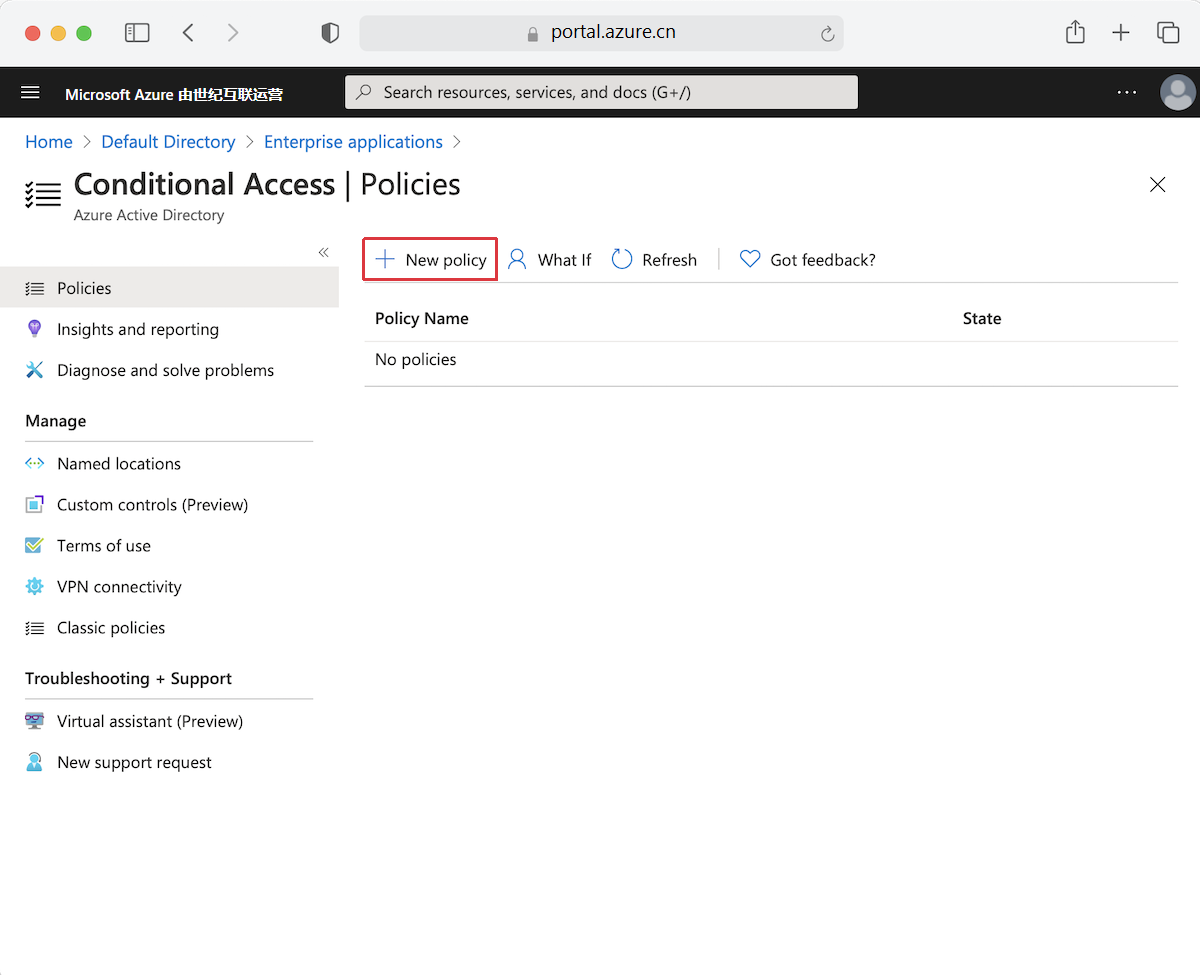 portal.azure.cn
Microsoft Azure 由世纪互联运营
Search resources, services, and docs (G+/)
Home > Default Directory > Enterprise applications >
Conditional Access | Policies
Azure Active Directory
New policy What If Refresh Got feedback?
Policies
Insights and reporting
Diagnose and solve problems
Manage
Named locations
Custom controls (Preview)
Terms of use
VPN connectivity
Classic policies
Troubleshooting + Support
Virtual assistant (Preview)
New support request
Policy Name State
No policies